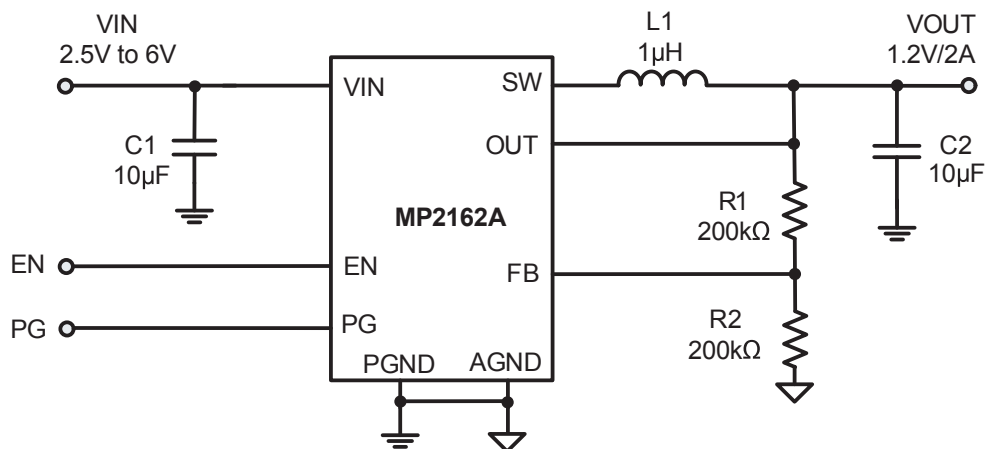 VIN
2.5V to 6V
L1
1µH
VOUT
1.2V/2A
VIN
SW
C1
10µF
OUT
C2
10µF
MP2162A
R1
200kΩ
EN
EN
FB
PG
PG
R2
200kΩ
PGND
AGND